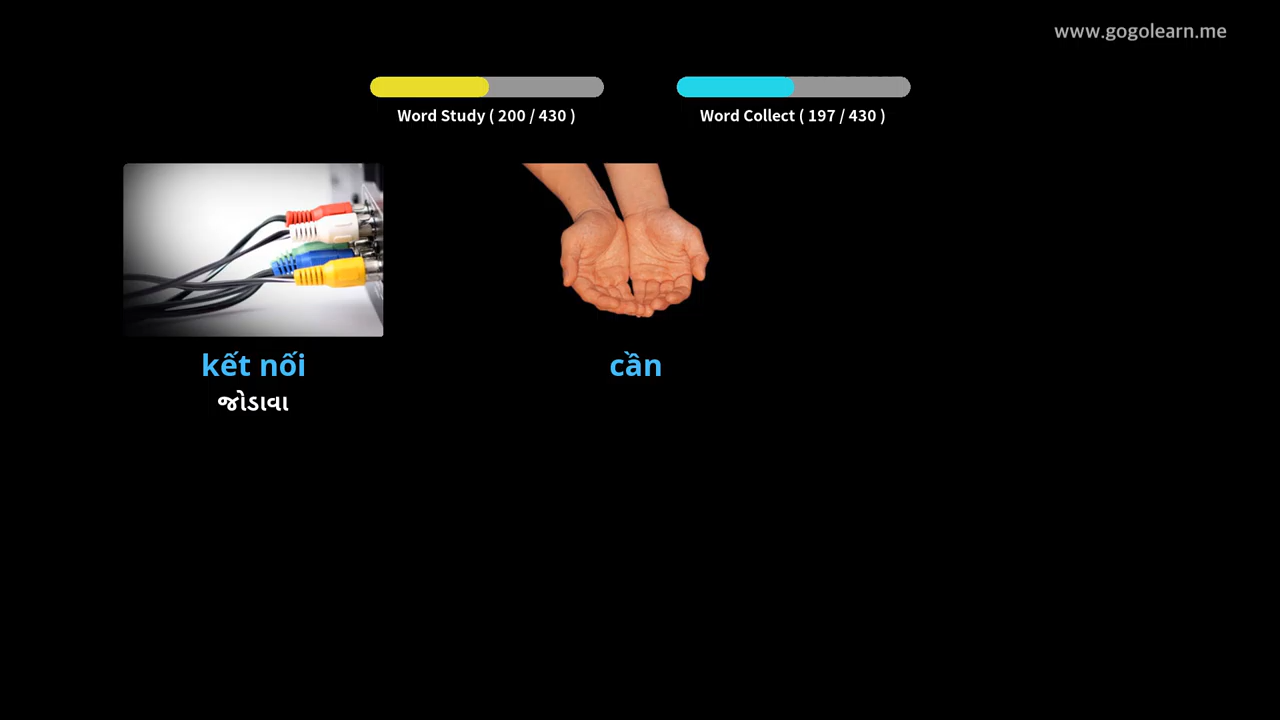 www.gogolearn.me
Word Study ( 200 / 430 )
Word Collect ( 197 / 430 )
kết nối
cần
જોડાવા